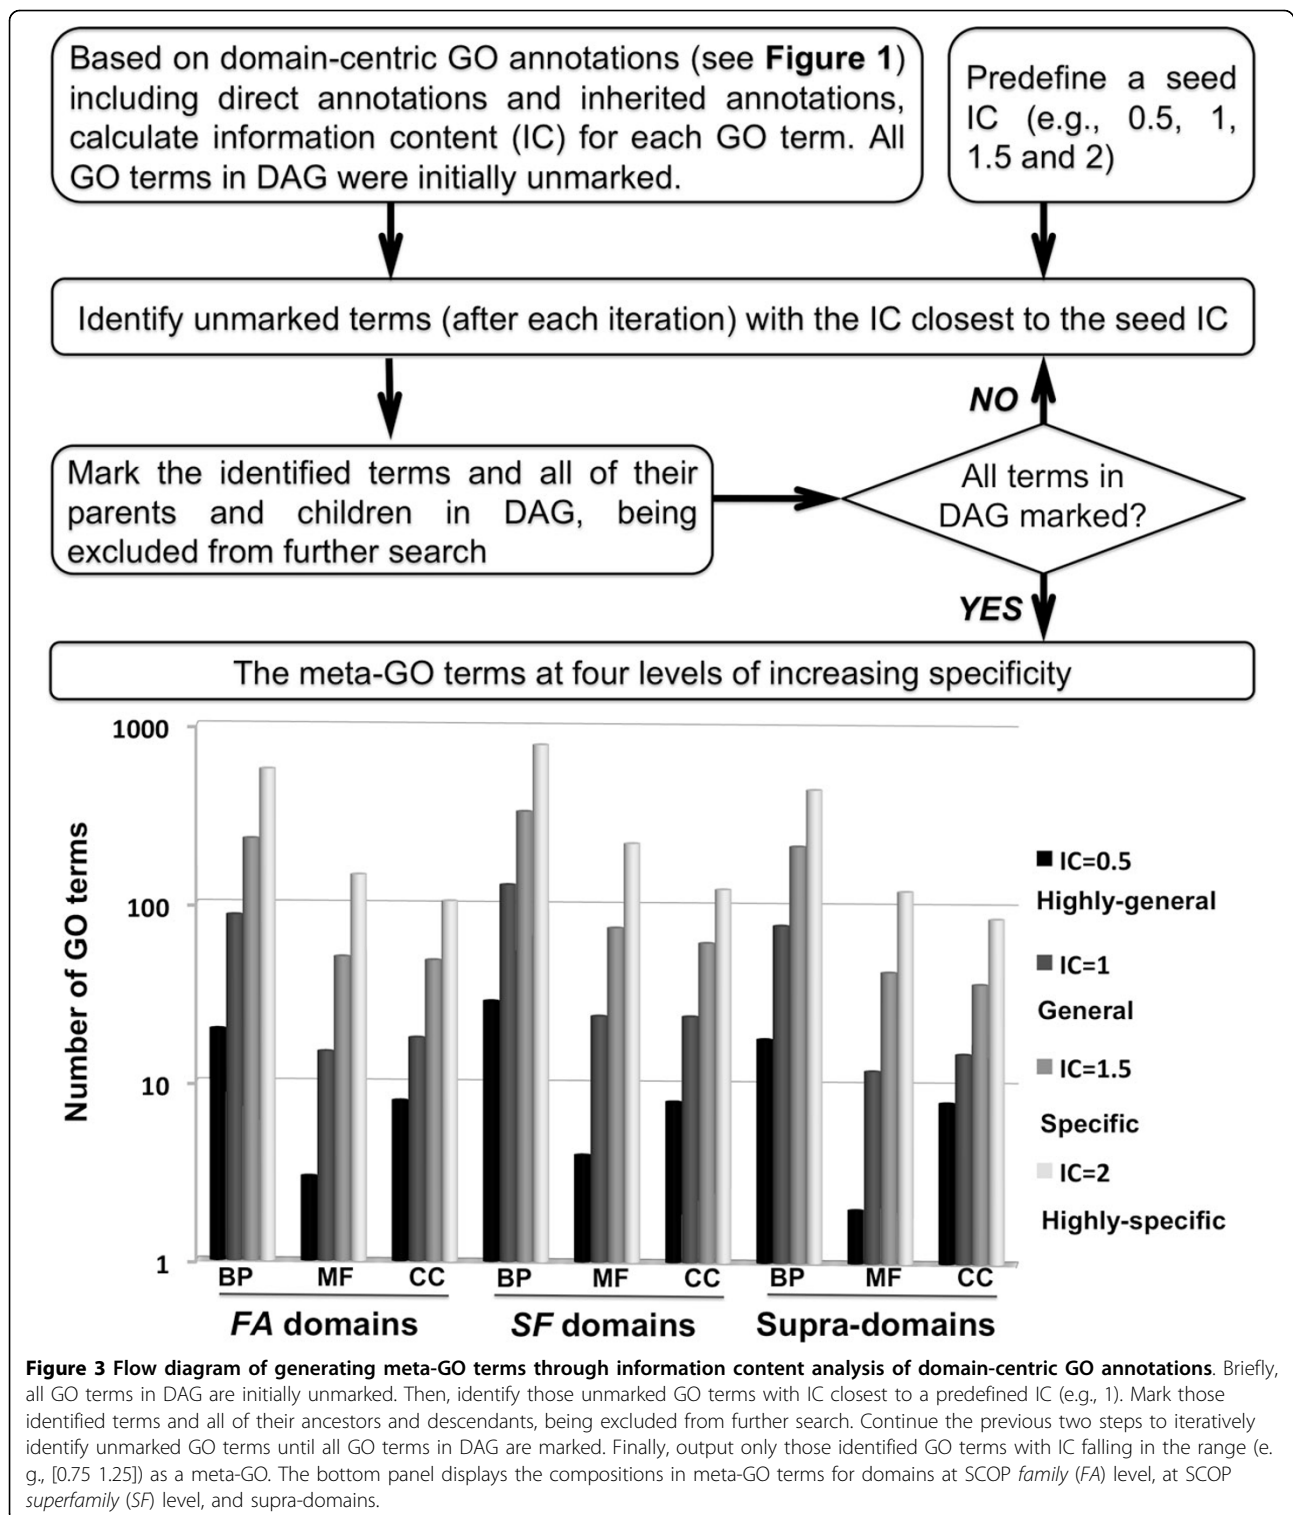 Based on domain-centric GO annotations (see Figure 1)
including direct annotations and inherited annotations,
calculate information content (IC) for each GO term. All
GO terms in DAG were initially unmarked.
Predefine a seed
IC (e.g., 0.5, 1,
1.5 and 2)
Identify unmarked terms (after each iteration) with the IC closest to the seed IC
NO
Mark the identified terms and all of their
parents and children in DAG, being
excluded from further search
All terms in
DAG marked?
YES
The meta-GO terms at four levels of increasing specificity
Number of GO terms
1000
100
10
1
IC=0.5
Highly-general
IC=1
General
IC=1.5
Specific
IC=2
Highly-specific
BP MF CC BP MF CC BP MF CC
FA domains SF domains Supra-domains
Figure 3 Flow diagram of generating meta-GO terms through information content analysis of domain-centric GO annotations. Briefly,
all GO terms in DAG are initially unmarked. Then, identify those unmarked GO terms with IC closest to a predefined IC (e.g., 1). Mark those
identified terms and all of their ancestors and descendants, being excluded from further search. Continue the previous two steps to iteratively
identify unmarked GO terms until all GO terms in DAG are marked. Finally, output only those identified GO terms with IC falling in the range (e.
g., [0.75 1.25]) as a meta-GO. The bottom panel displays the compositions in meta-GO terms for domains at SCOP family (FA) level, at SCOP
superfamily (SF) level, and supra-domains.